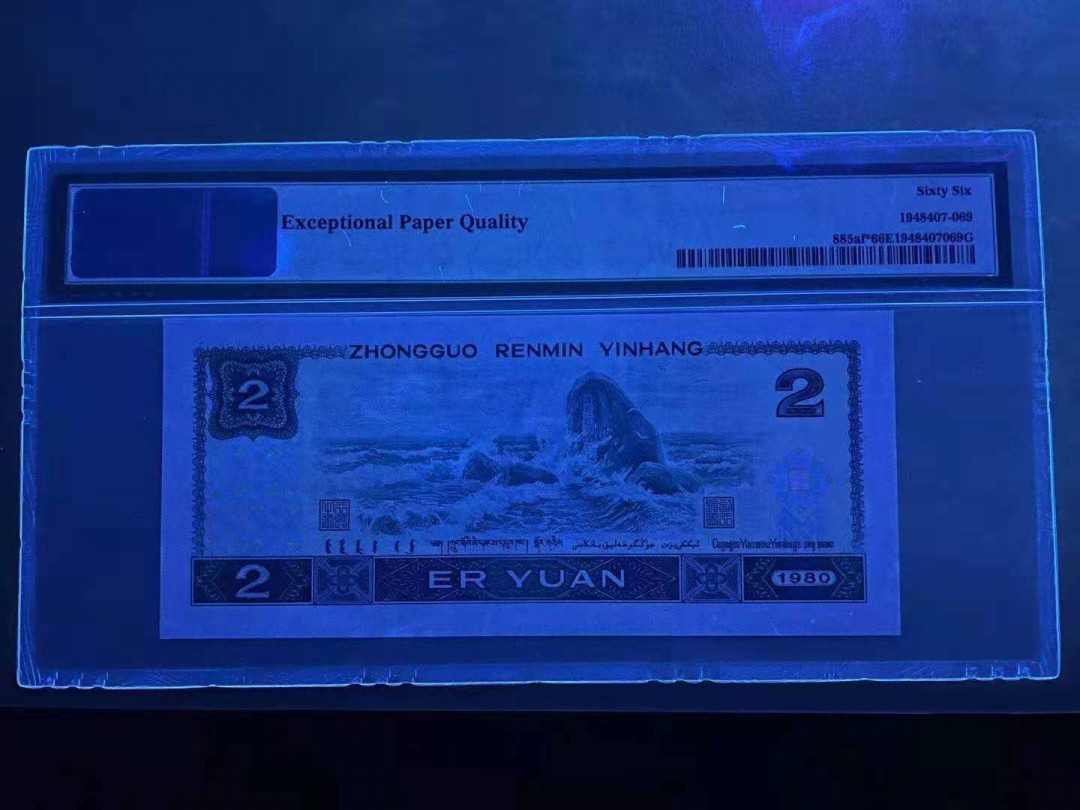 Sixty Six
Exceptional Paper Quality
1948407-069
885af*66E1948407069G
ZHONGGUO RENMIN YINHANG
2
2
2
ER YUAN
1980